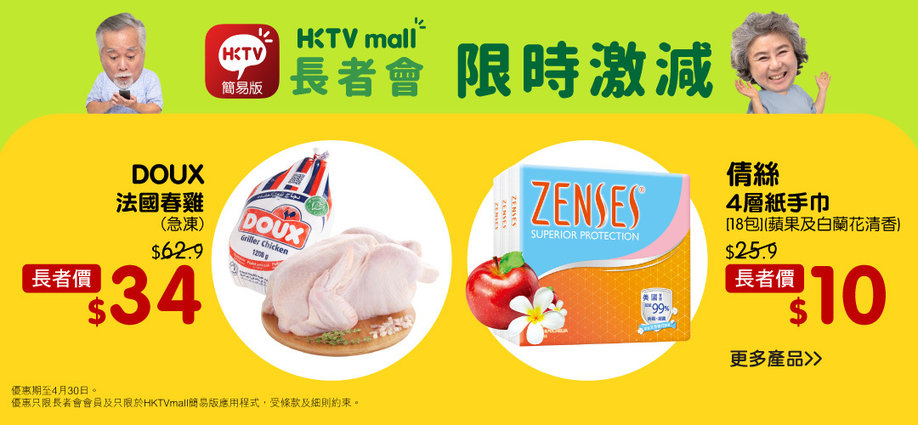 HKTV
簡易版
HKTV mall
長者會
限時激減
DOUX
法國春雞
(急凍)
$62.9
長者價
$34
DOUX
Griller Chicken
1200 g
ZENSES
ZENSES
ZENSES
ZENSES®
SUPERIOR PROTECTION
99%
倩絲
4層紙手巾
[18包](蘋果及白蘭花清香)
$25.9
長者價
$10
更多產品>>
優惠期至4月30日。
優惠只限長者會會員及只限於HKTVmall簡易版應用程式，受條款及細則約束。